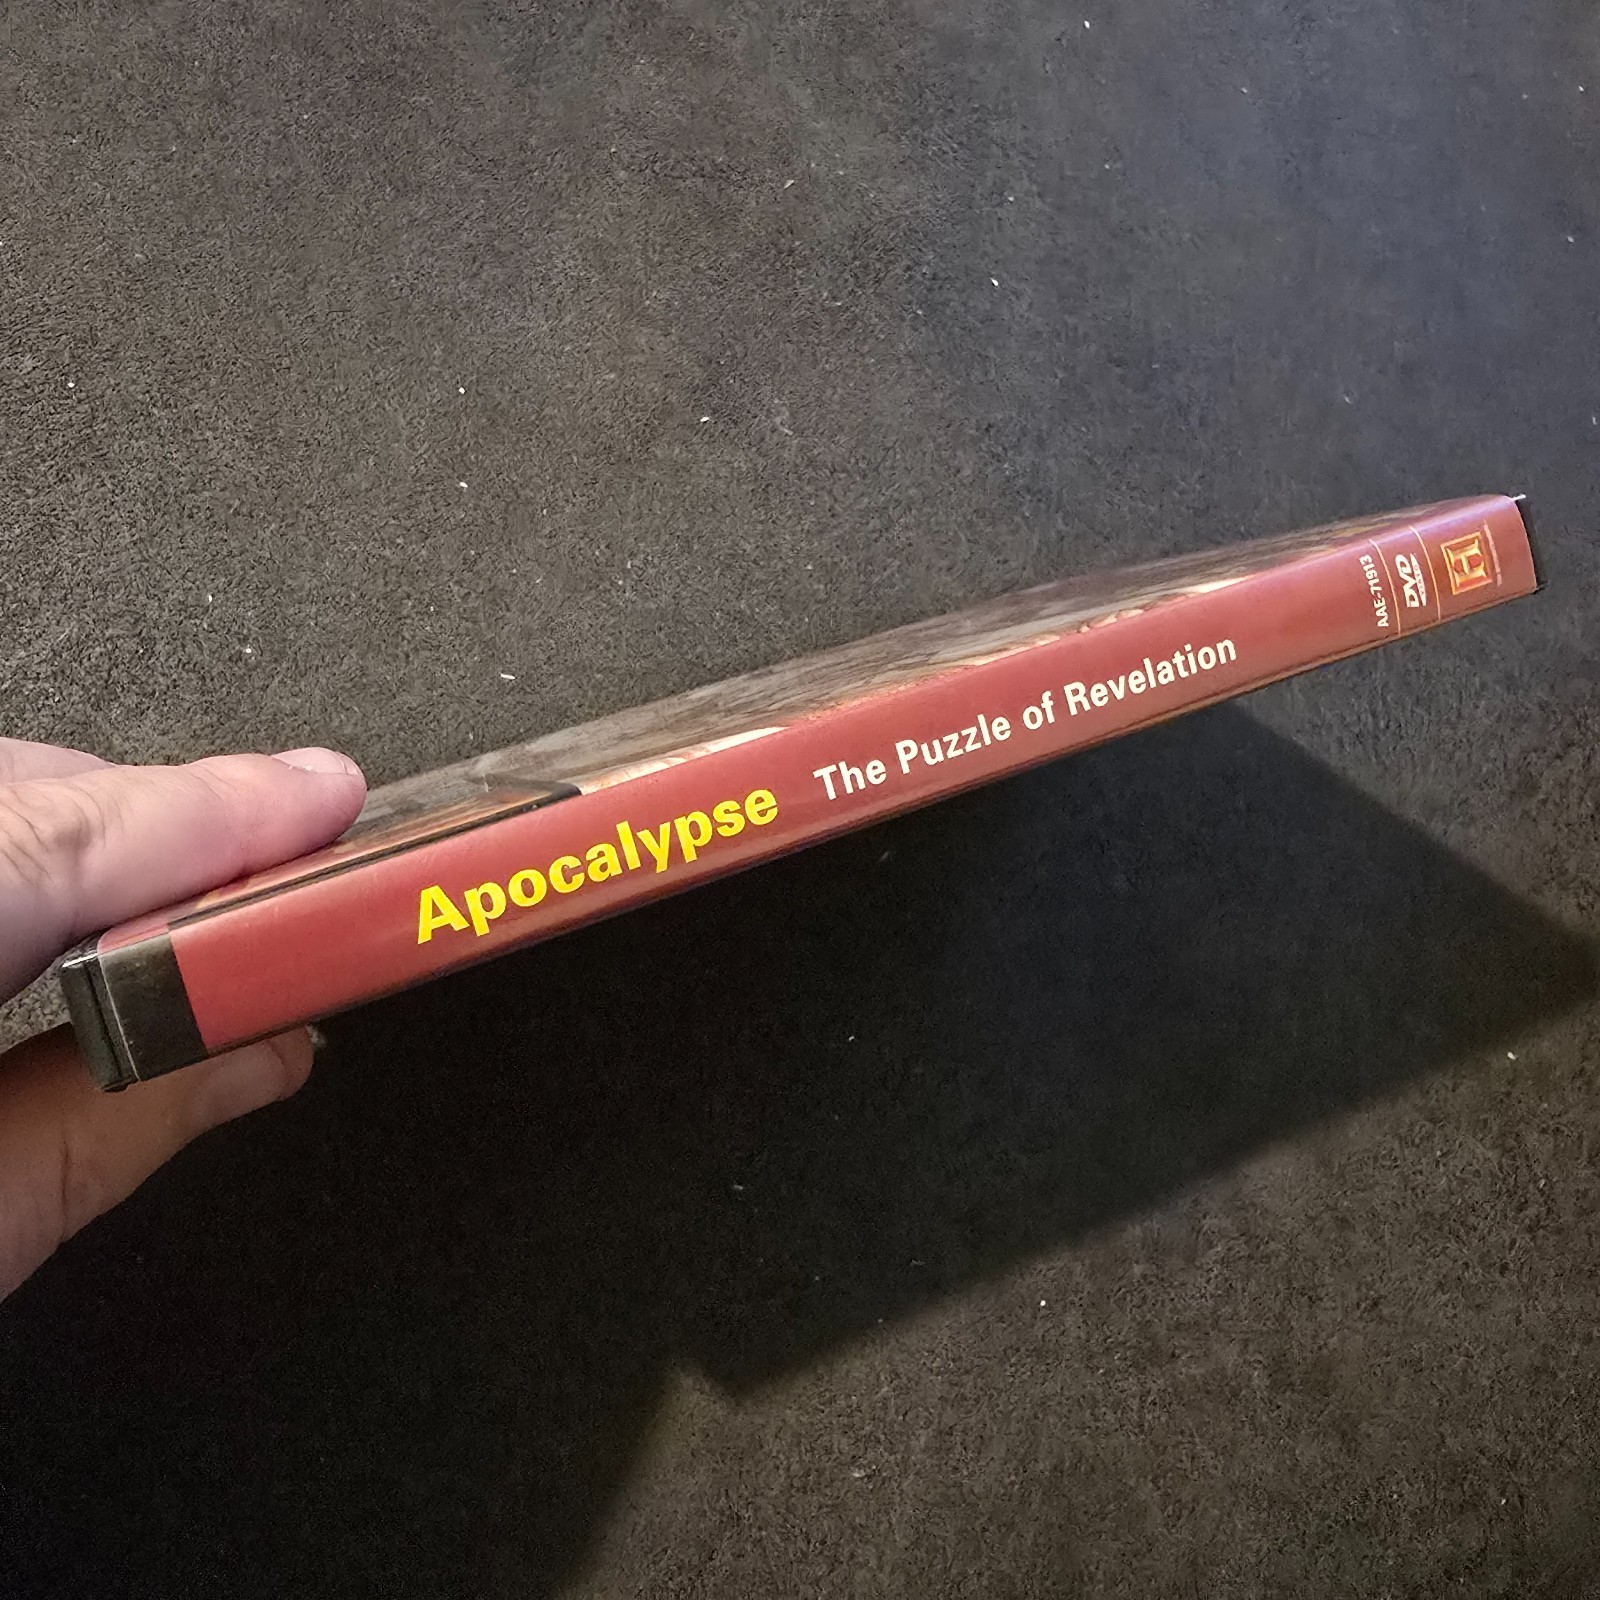 Apocalypse The Puzzle of Revelation
AAE-71913
DVD
H